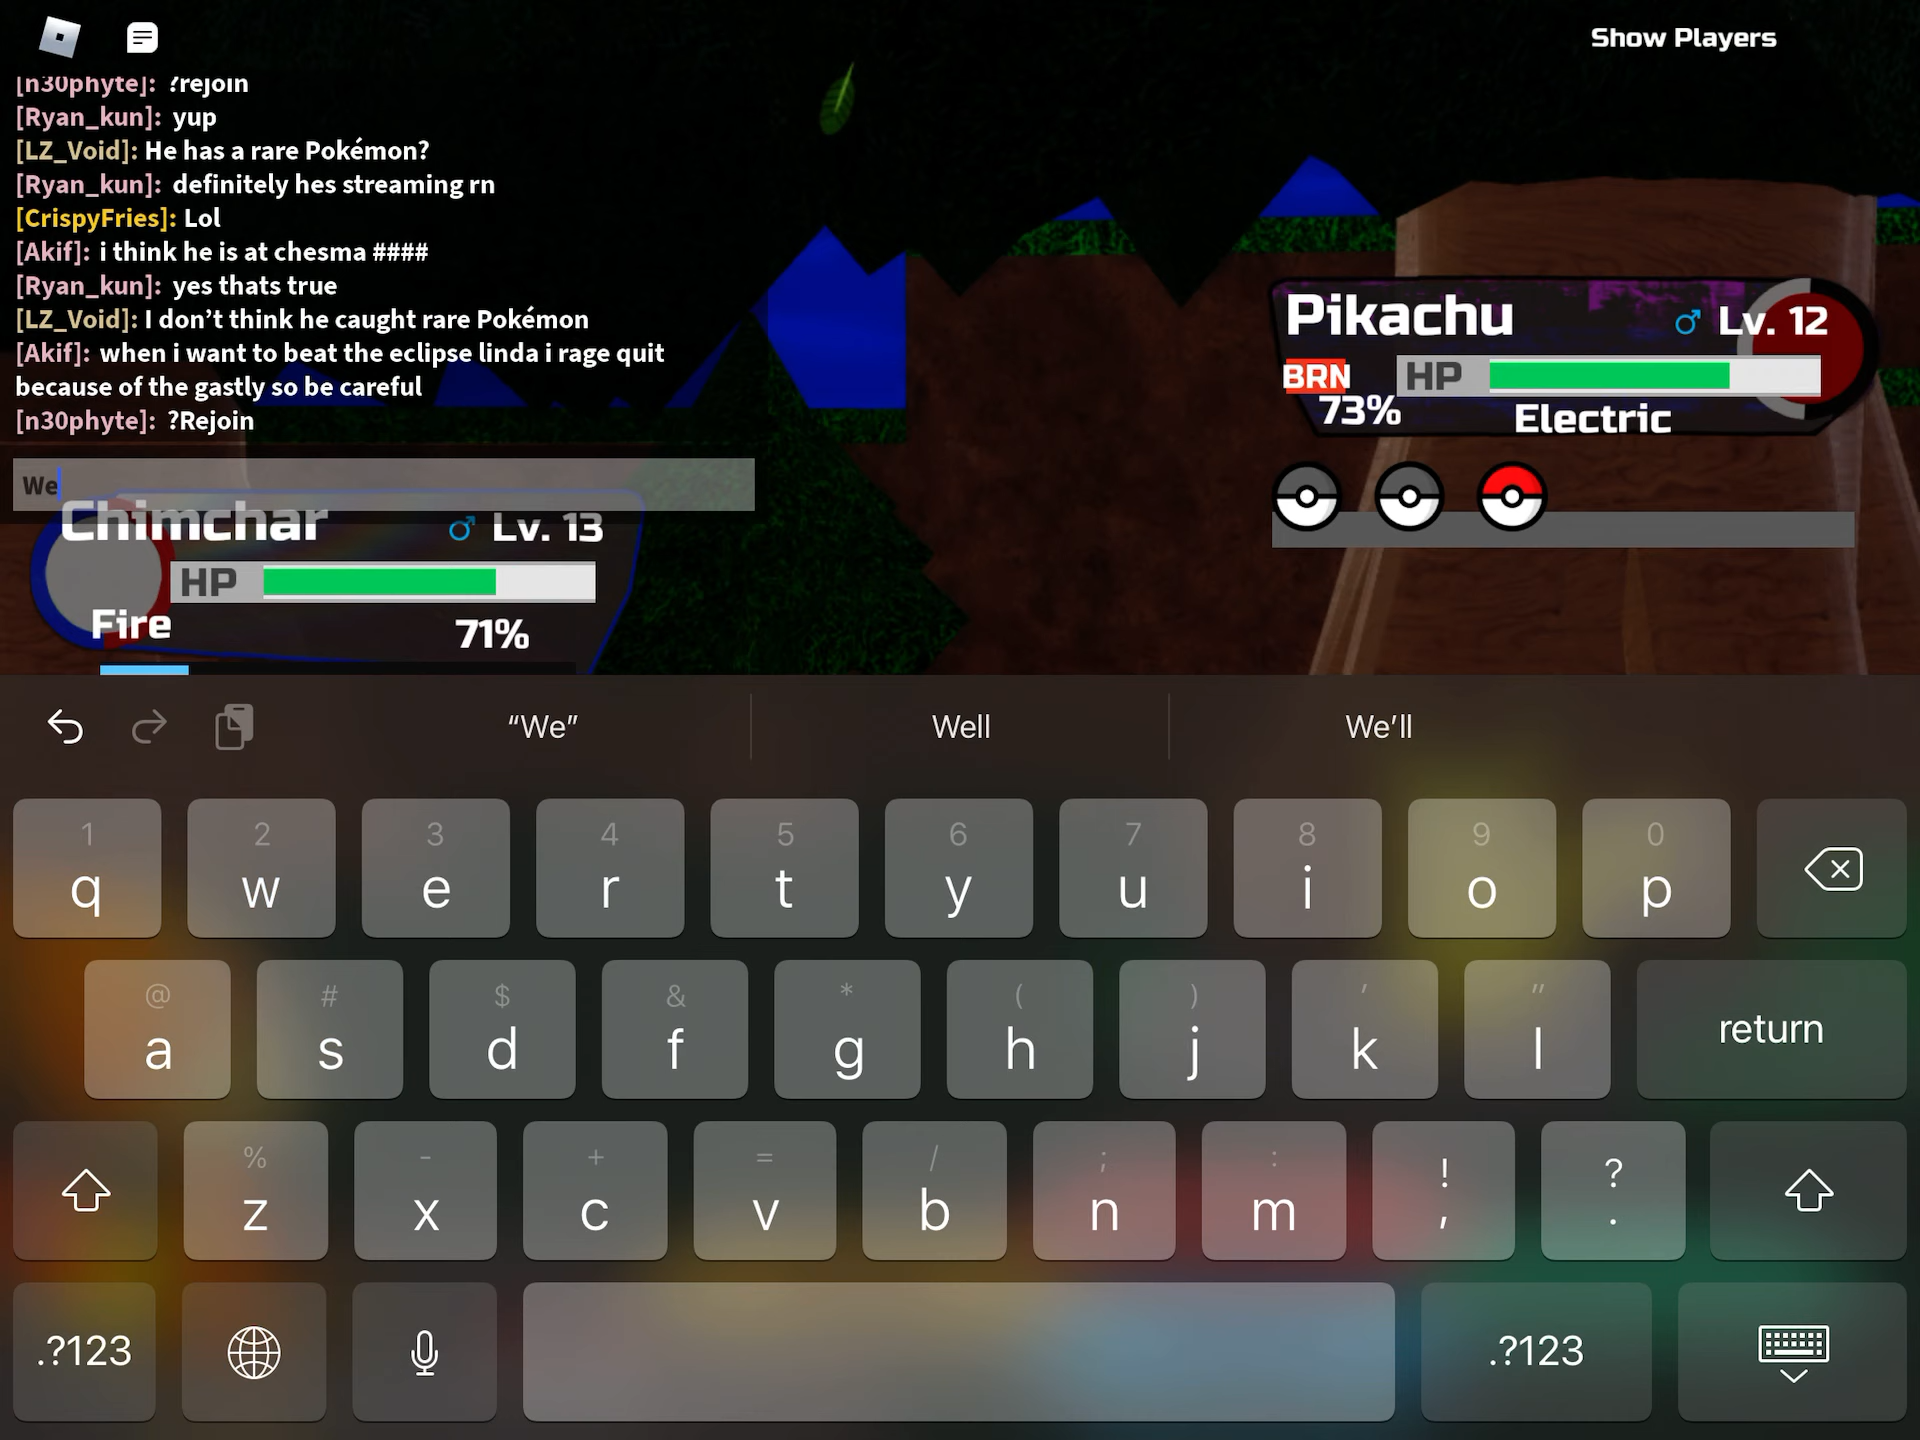 Show Players
[n30phyte]: ?rejoin
[Ryan_kun]: yup
[LZ_Void]: He has a rare Pokémon?
[Ryan_kun]: definitely hes streaming rn
[CrispyFries]: Lol
[Akif]: i think he is at chesma ####
[Ryan_kun]: yes thats true
[LZ_Void]: I don’t think he caught rare Pokémon
[Akif]: when i want to beat the eclipse linda i rage quit
because of the gastly so be careful
[n30phyte]: ?Rejoin
We
Pikachu ♂ Lv. 12
BRN HP
73% Electric
Chimchar ♂ Lv. 13
HP
Fire 71%
“We” Well We’ll
1 2 3 4 5 6 7 8 9 0
q w e r t y u i o p
@ # $ & * ( ) ' "
a s d f g h j k l return
% - + = / ; : ! ?
z x c v b n m , .
.?123 .?123